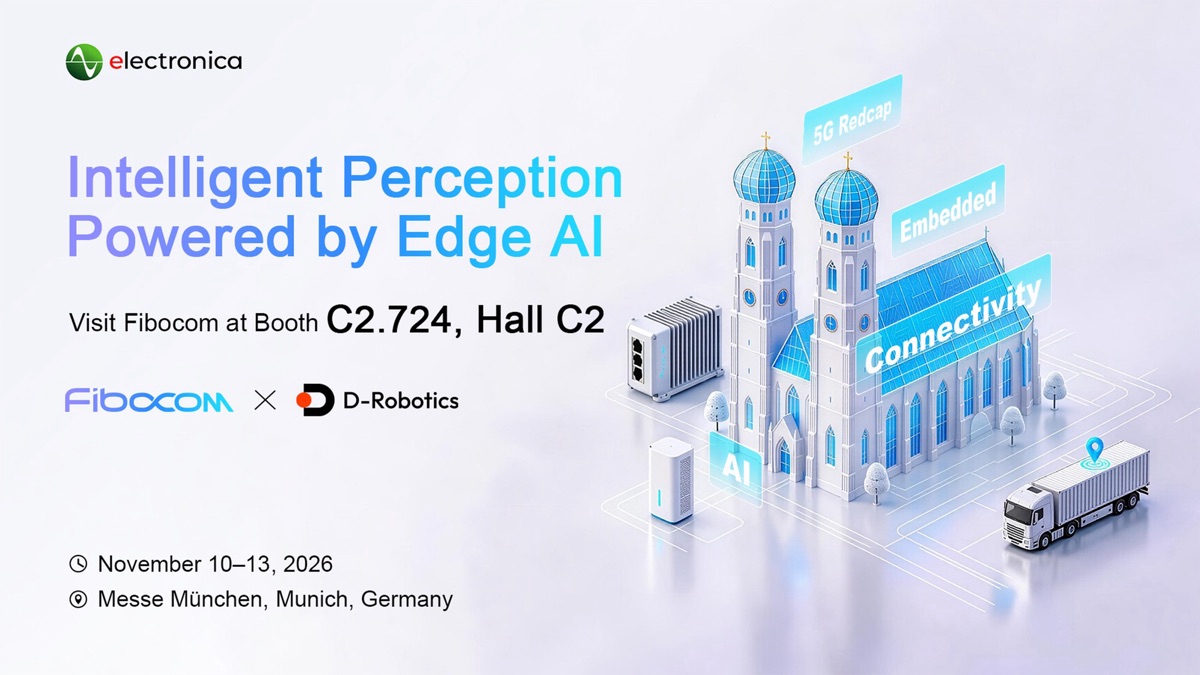 electronica
Intelligent Perception
Powered by Edge AI
Visit Fibocom at Booth C2.724, Hall C2
Fibocom × D-Robotics
November 10–13, 2026
Messe München, Munich, Germany
5G Redcap
Embedded
Connectivity
AI